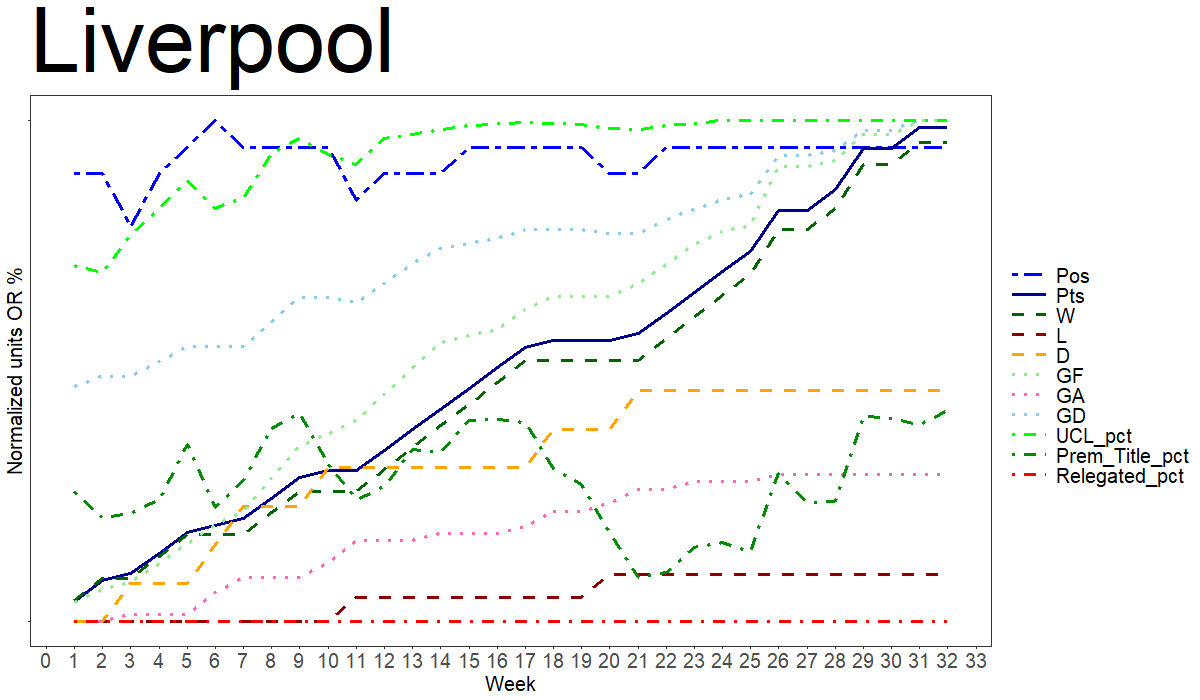 Liverpool
Normalized units OR %
Pos
Pts
W
L
D
GF
GA
GD
UCL_pct
Prem_Title_pct
Relegated_pct
0 1 2 3 4 5 6 7 8 9 10 11 12 13 14 15 16 17 18 19 20 21 22 23 24 25 26 27 28 29 30 31 32 33
Week